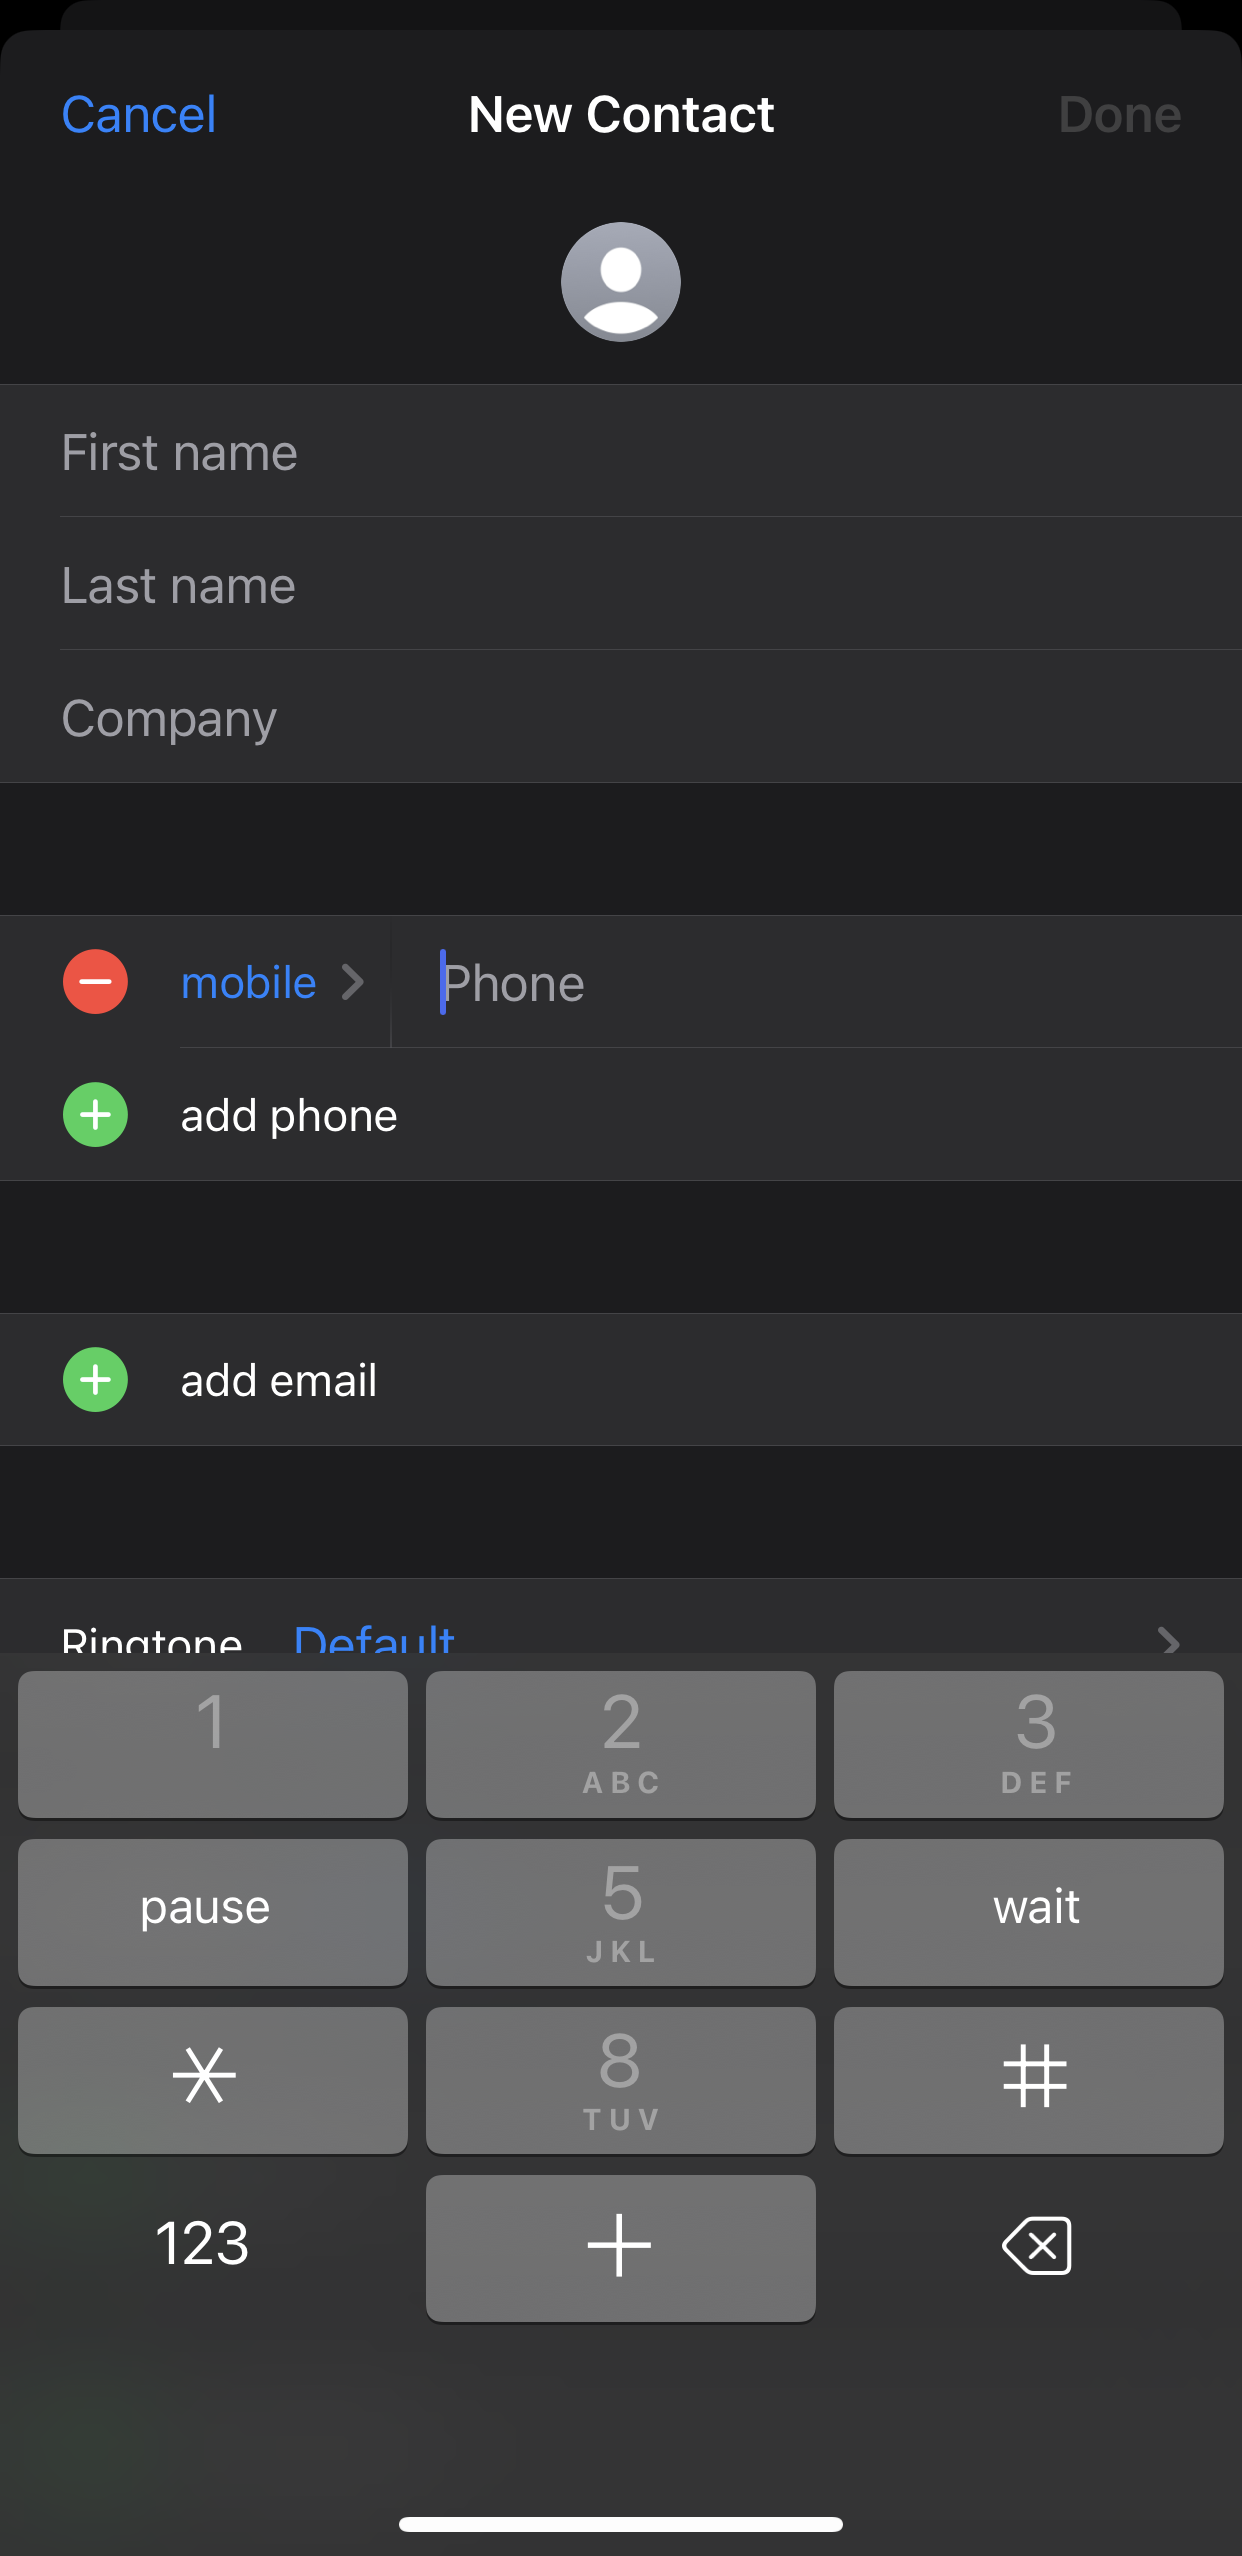 Cancel New Contact Done
First name
Last name
Company
mobile Phone
add phone
add email
Ringtone Default
1 2 3
ABC DEF
pause 5 wait
JKL
* 8 #
TUV
123 +